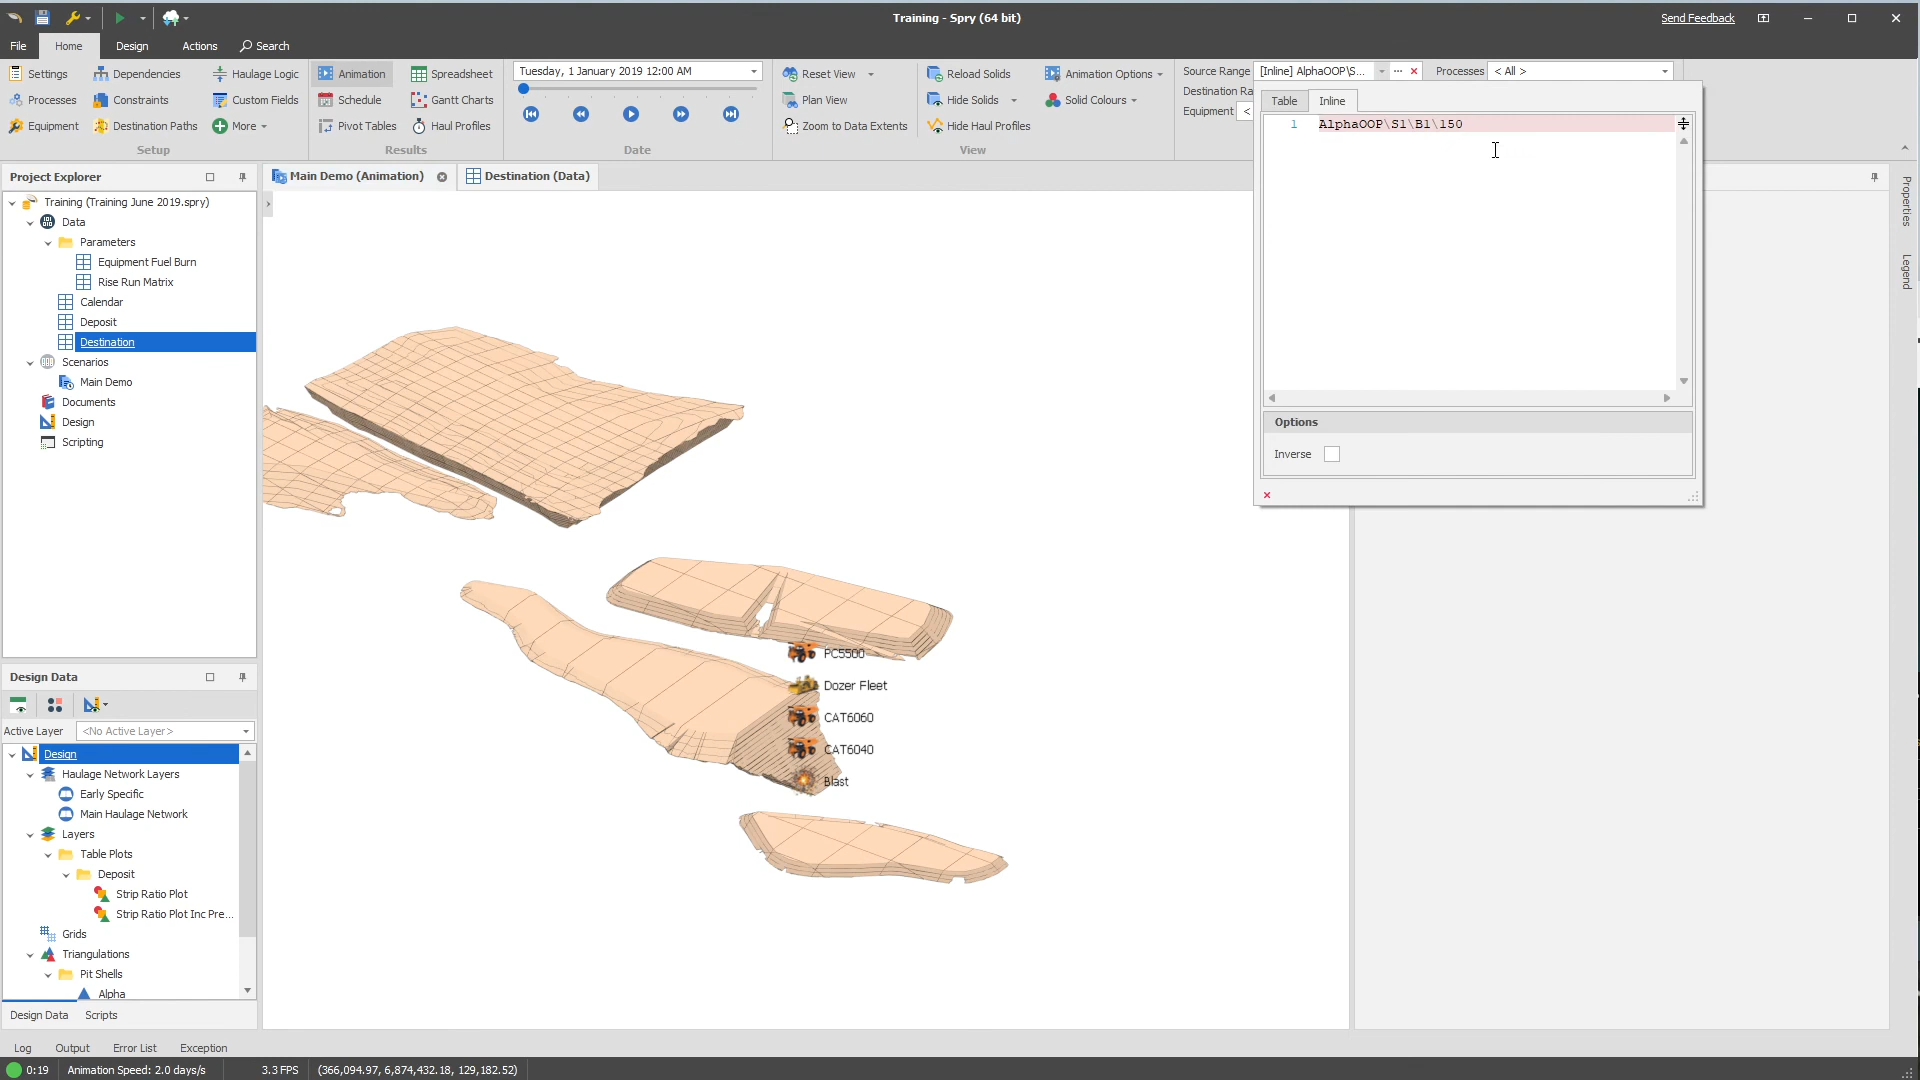 Training - Spry (64 bit)
Send Feedback
File
Home
Design
Actions
Search
Settings
Dependencies
Haulage Logic
Processes
Constraints
Custom Fields
Equipment
Destination Paths
More
Setup
Animation
Spreadsheet
Schedule
Gantt Charts
Pivot Tables
Haul Profiles
Results
Tuesday, 1 January 2019 12:00 AM
Date
Reset View
Reload Solids
Animation Options
Plan View
Hide Solids
Solid Colours
Zoom to Data Extents
Hide Haul Profiles
View
Source Range
[Inline] AlphaOOP\S...
Processes
< All >
Destination Ra
Equipment
<
Table
Inline
1
AlphaOOP\S1\B1\150
Options
Inverse
Project Explorer
Training (Training June 2019.spry)
Data
Parameters
Equipment Fuel Burn
Rise Run Matrix
Calendar
Deposit
Destination
Scenarios
Main Demo
Documents
Design
Scripting
Main Demo (Animation)
Destination (Data)
PC5500
Dozer Fleet
CAT6060
CAT6040
Blast
Properties
Legend
Design Data
Active Layer
<No Active Layer>
Design
Haulage Network Layers
Early Specific
Main Haulage Network
Layers
Table Plots
Deposit
Strip Ratio Plot
Strip Ratio Plot Inc Pre...
Grids
Triangulations
Pit Shells
Alpha
Design Data
Scripts
Log
Output
Error List
Exception
0:19
Animation Speed: 2.0 days/s
3.3 FPS
(366,094.97, 6,874,432.18, 129,182.52)